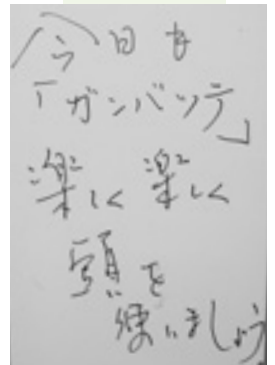 今日も
「ガンバッテ」
楽しく楽しく
頭を
使いましょう